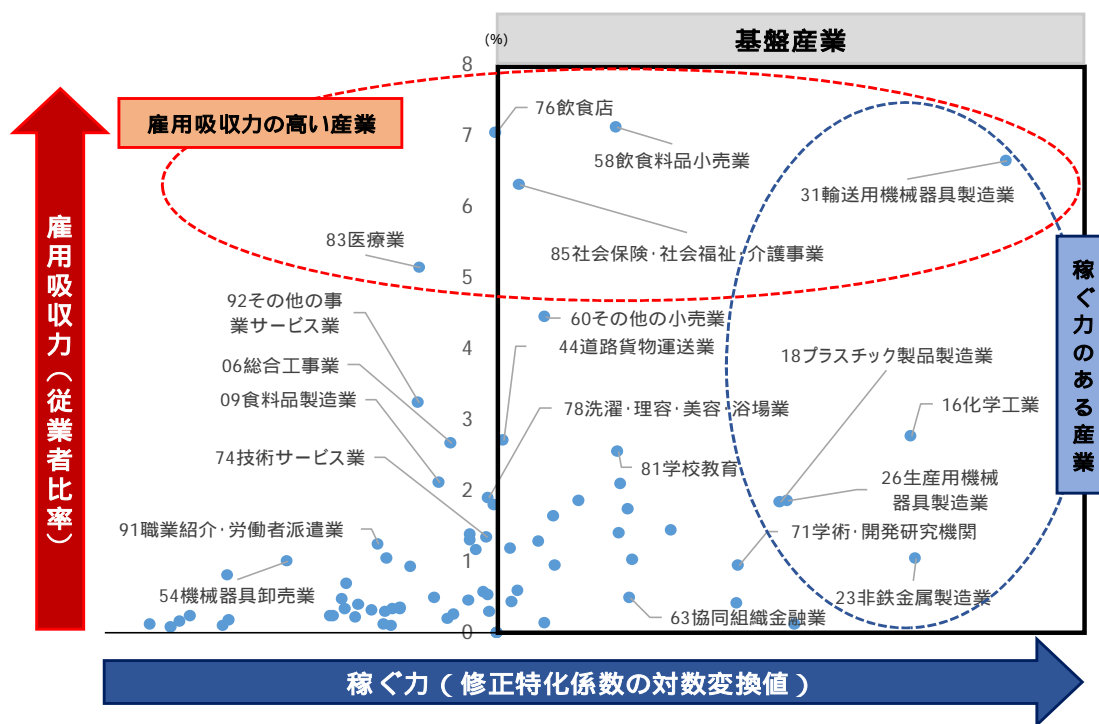 基盤産業
(%)
8
7
6
5
4
3
2
1
0
雇用吸収力の高い産業
76飲食店
58飲食料品小売業
31輸送用機械器具製造業
85社会保険･社会福祉･介護事業
83医療業
92その他の事
業サービス業
60その他の小売業
44道路貨物運送業
18プラスチック製品製造業
06総合工事業
09食料品製造業
78洗濯･理容･美容･浴場業
16化学工業
74技術サービス業
81学校教育
26生産用機械
器具製造業
91職業紹介･労働者派遣業
71学術･開発研究機関
54機械器具卸売業
63協同組織金融業
23非鉄金属製造業
雇用吸収力（従業者比率）
稼ぐ力のある産業
稼ぐ力（修正特化係数の対数変換値）